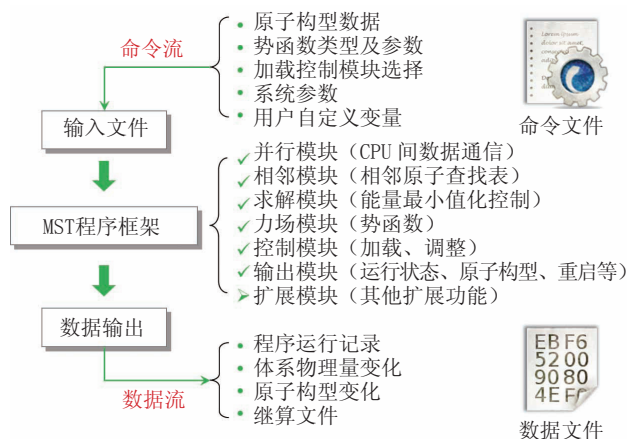 原子构型数据
势函数类型及参数
加载控制模块选择
系统参数
用户自定义变量
命令流
输入文件
命令文件
并行模块（CPU 间数据通信）
相邻模块（相邻原子查找表）
求解模块（能量最小值化控制）
力场模块（势函数）
控制模块（加载、调整）
输出模块（运行状态、原子构型、重启等）
扩展模块（其他扩展功能）
MST程序框架
数据输出
数据流
程序运行记录
体系物理量变化
原子构型变化
继算文件
EB F6
52 00
90 80
4E F6
数据文件